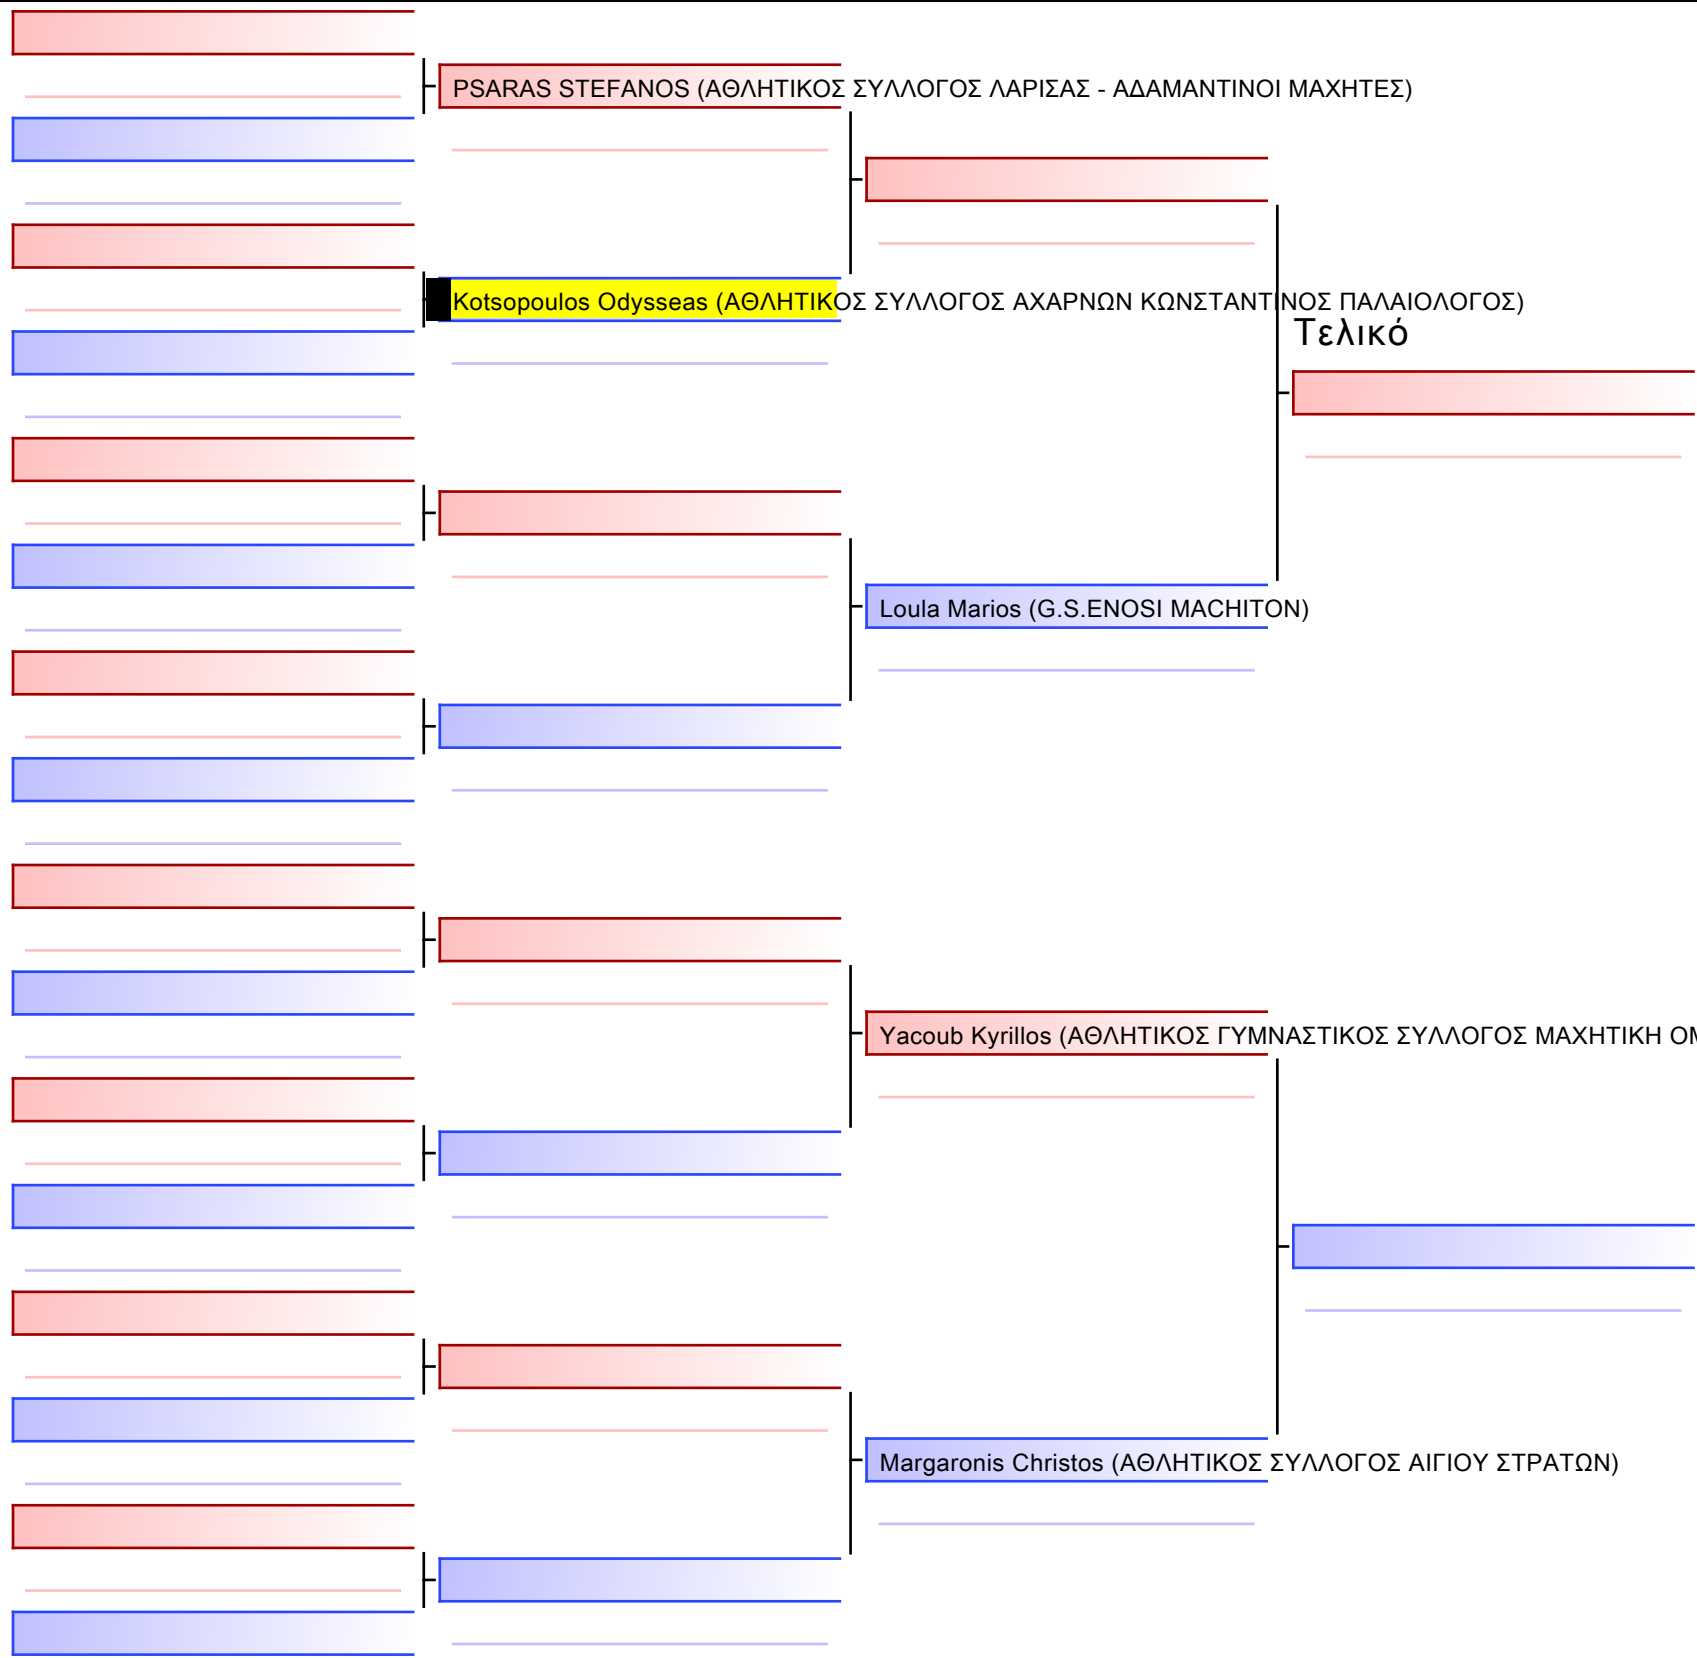 PSARAS STEFANOS (ΑΘΛΗΤΙΚΟΣ ΣΥΛΛΟΓΟΣ ΛΑΡΙΣΑΣ - ΑΔΑΜΑΝΤΙΝΟΙ ΜΑΧΗΤΕΣ)
Kotsopoulos Odysseas (ΑΘΛΗΤΙΚΟΣ ΣΥΛΛΟΓΟΣ ΑΧΑΡΝΩΝ ΚΩΝΣΤΑΝΤΙΝΟΣ ΠΑΛΑΙΟΛΟΓΟΣ)
Τελικό
Loula Marios (G.S.ENOSI MACHITON)
Yacoub Kyrillos (ΑΘΛΗΤΙΚΟΣ ΓΥΜΝΑΣΤΙΚΟΣ ΣΥΛΛΟΓΟΣ ΜΑΧΗΤΙΚΗ
Margaronis Christos (ΑΘΛΗΤΙΚΟΣ ΣΥΛΛΟΓΟΣ ΑΙΓΙΟΥ ΣΤΡΑΤΩΝ)